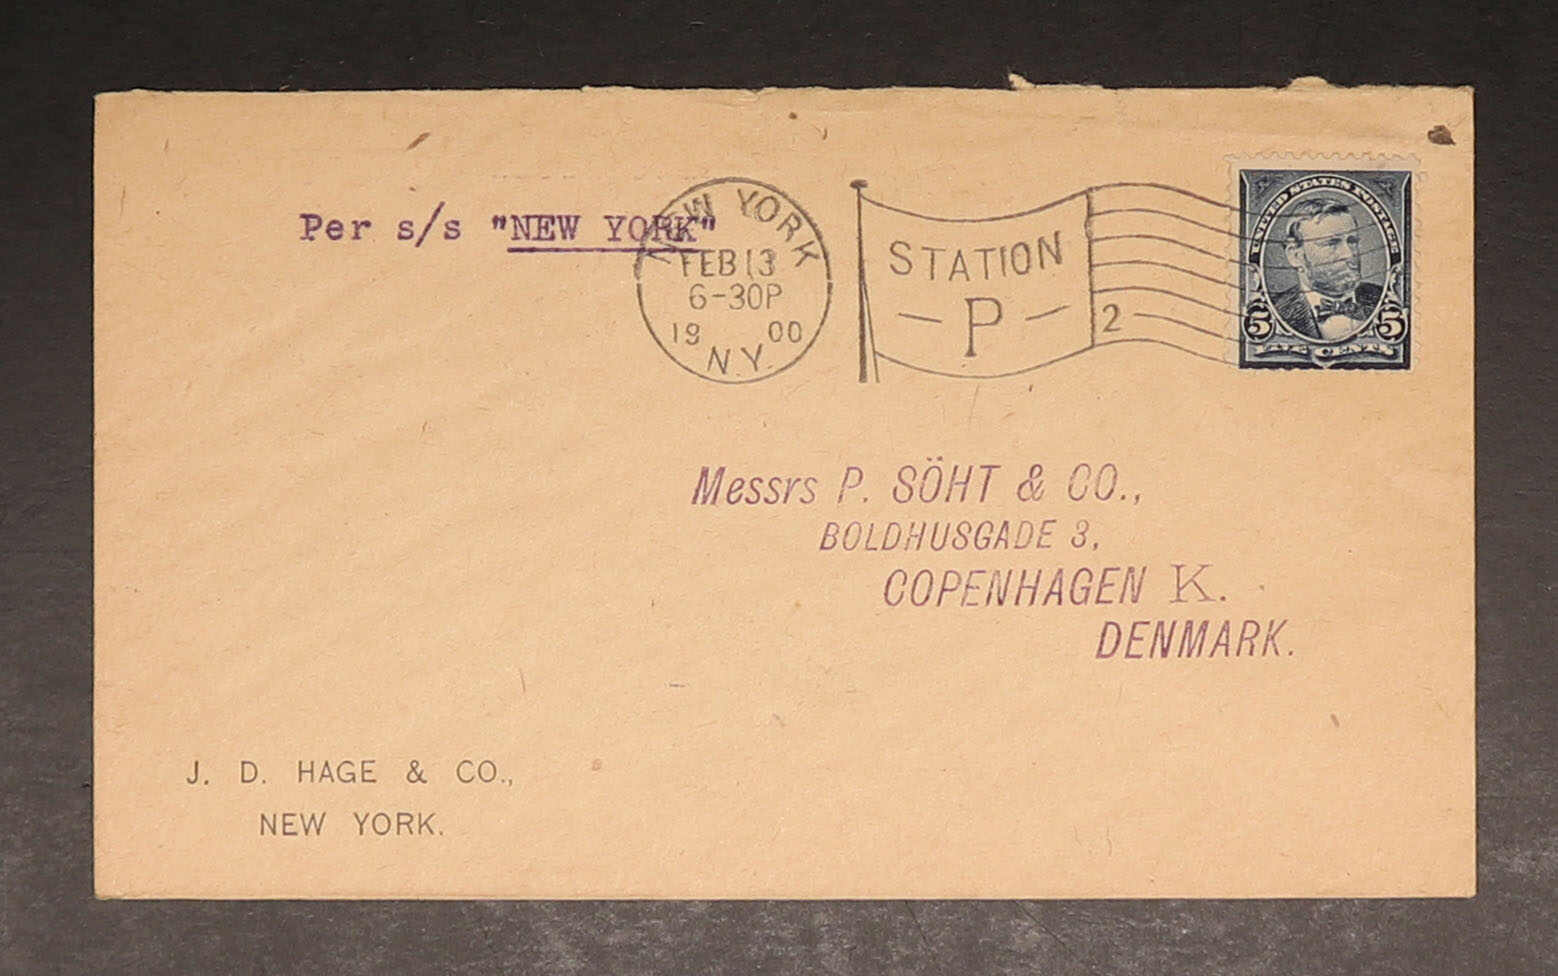 Per s/s "NEW YORK"
NEW YORK
FEB 13
6-30P
19 00
N.Y.
STATION
- P -
2
UNITED STATES POSTAGE
5 5
FIVE CENTS
Messrs P. SÖHT & CO.,
BOLDHUSGADE 3,
COPENHAGEN K.
DENMARK.
J. D. HAGE & CO.,
NEW YORK.